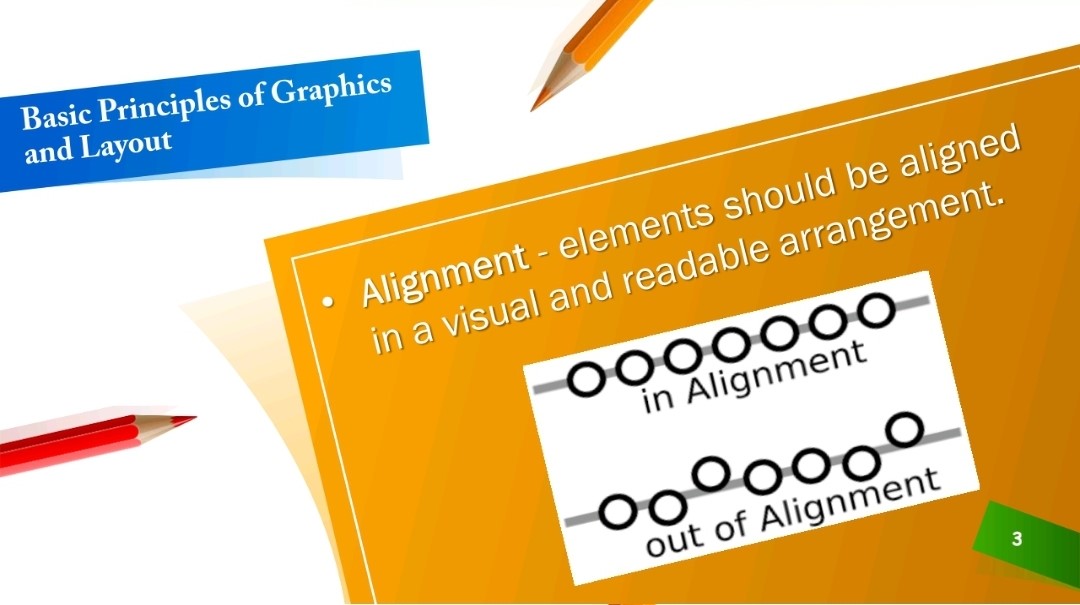 Basic Principles of Graphics
and Layout
• Alignment - elements should be aligned
in a visual and readable arrangement.
in Alignment
out of Alignment
3